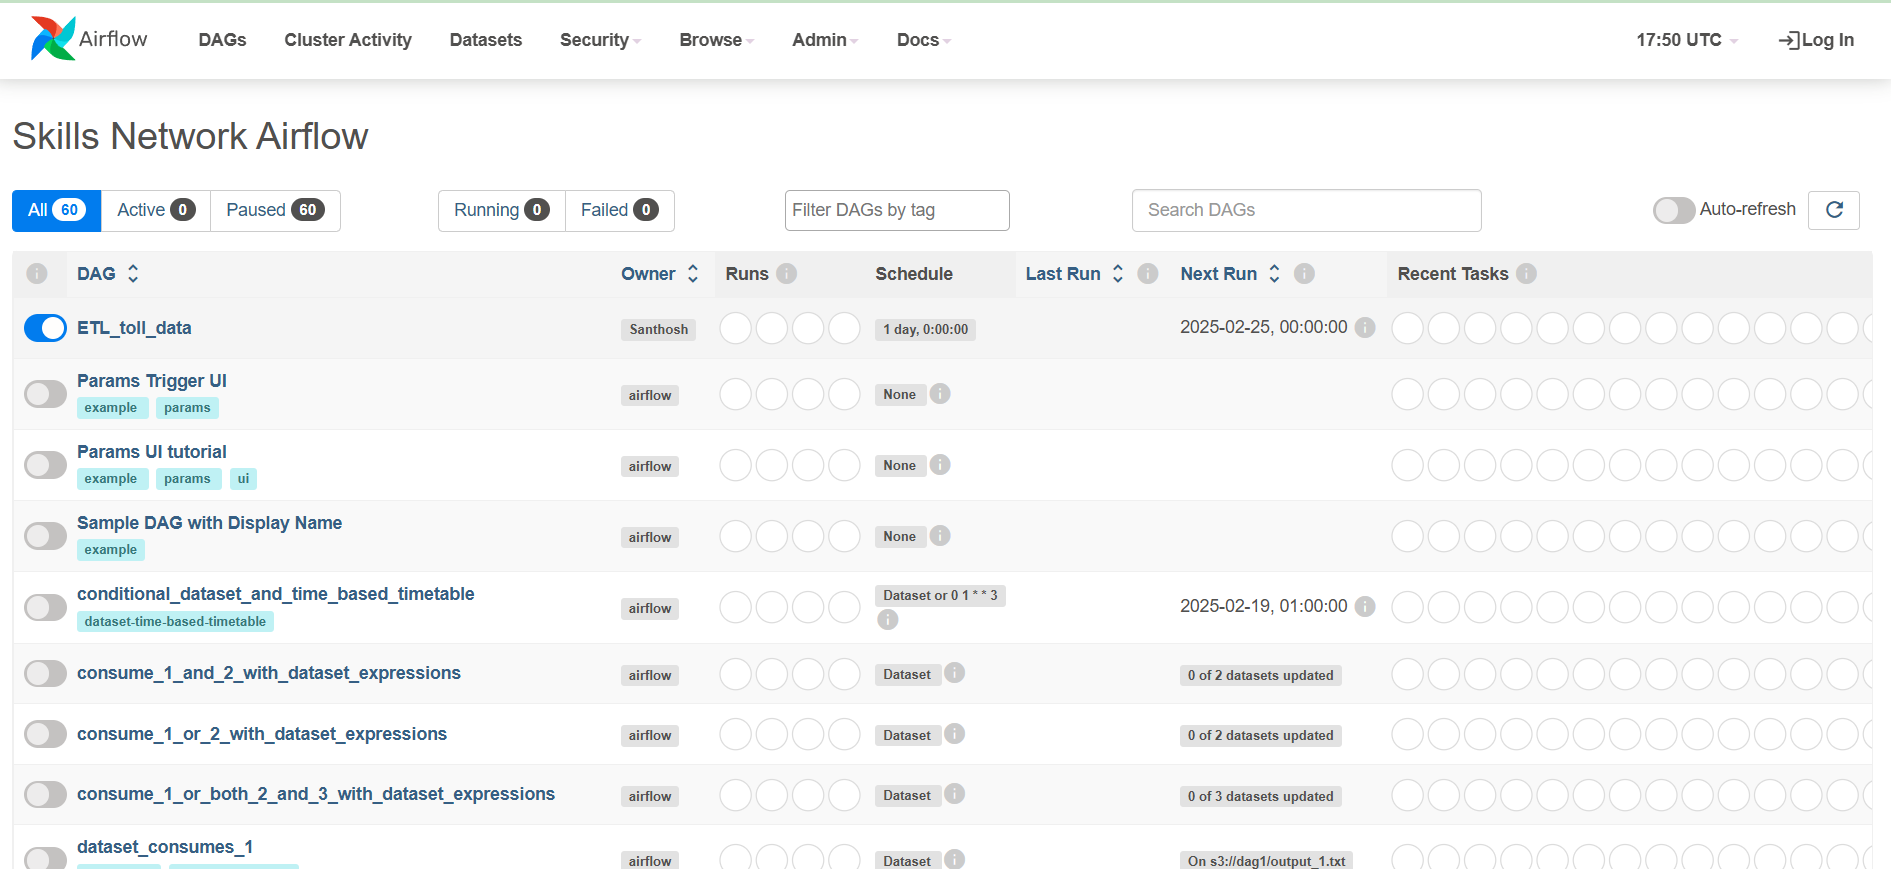 Airflow DAGs Cluster Activity Datasets Security Browse Admin Docs 17:50 UTC Log In
Skills Network Airflow
All 60 Active 0 Paused 60 Running 0 Failed 0 Filter DAGs by tag Search DAGs Auto-refresh
DAG Owner Runs Schedule Last Run Next Run Recent Tasks
ETL_toll_data Santhosh 1 day, 0:00:00 2025-02-25, 00:00:00
Params Trigger UI
example params airflow None
Params UI tutorial
example params ui airflow None
Sample DAG with Display Name
example airflow None
conditional_dataset_and_time_based_timetable Dataset or 0 1 * * 3
dataset-time-based-timetable airflow 2025-02-19, 01:00:00
consume_1_and_2_with_dataset_expressions airflow Dataset 0 of 2 datasets updated
consume_1_or_2_with_dataset_expressions airflow Dataset 0 of 2 datasets updated
consume_1_or_both_2_and_3_with_dataset_expressions airflow Dataset 0 of 3 datasets updated
dataset_consumes_1
airflow Dataset On s3://dag1/output_1.txt